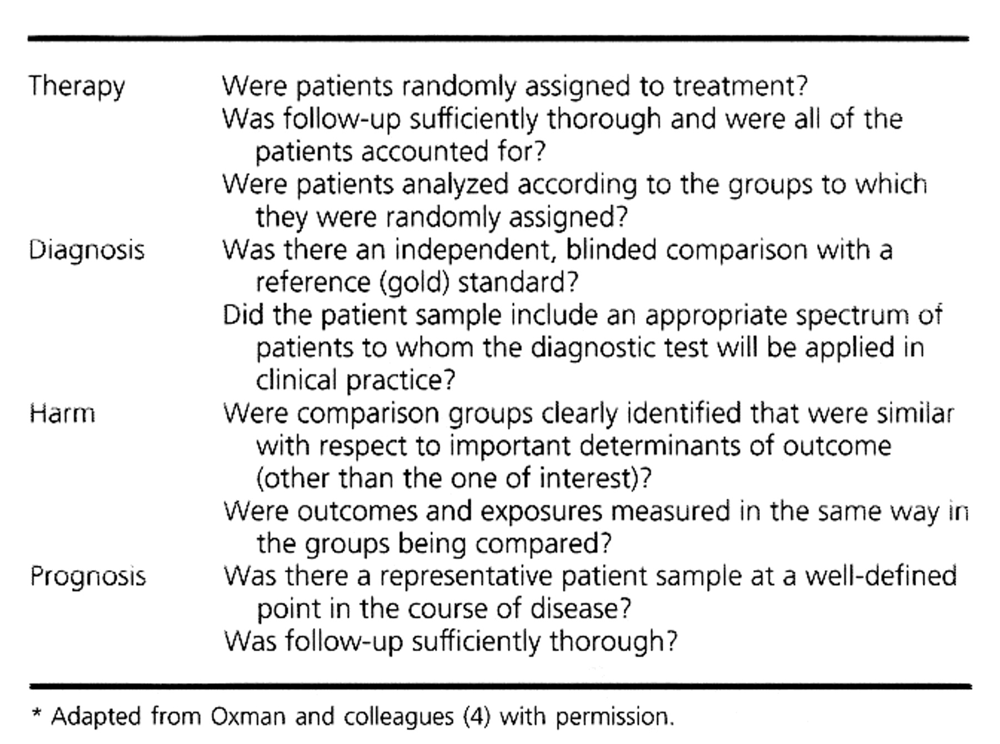 Therapy Were patients randomly assigned to treatment?
Was follow-up sufficiently thorough and were all of the
patients accounted for?
Were patients analyzed according to the groups to which
they were randomly assigned?
Diagnosis Was there an independent, blinded comparison with a
reference (gold) standard?
Did the patient sample include an appropriate spectrum of
patients to whom the diagnostic test will be applied in
clinical practice?
Harm Were comparison groups clearly identified that were similar
with respect to important determinants of outcome
(other than the one of interest)?
Were outcomes and exposures measured in the same way in
the groups being compared?
Prognosis Was there a representative patient sample at a well-defined
point in the course of disease?
Was follow-up sufficiently thorough?
* Adapted from Oxman and colleagues (4) with permission.